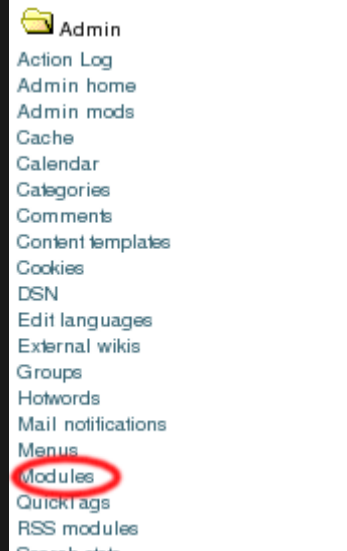 Admin
Action Log
Admin home
Admin mods
Cache
Calendar
Categories
Comments
Content templates
Cookies
DSN
Edit languages
External wikis
Groups
Hotwords
Mail notifications
Menus
Modules
QuickTags
RSS modules